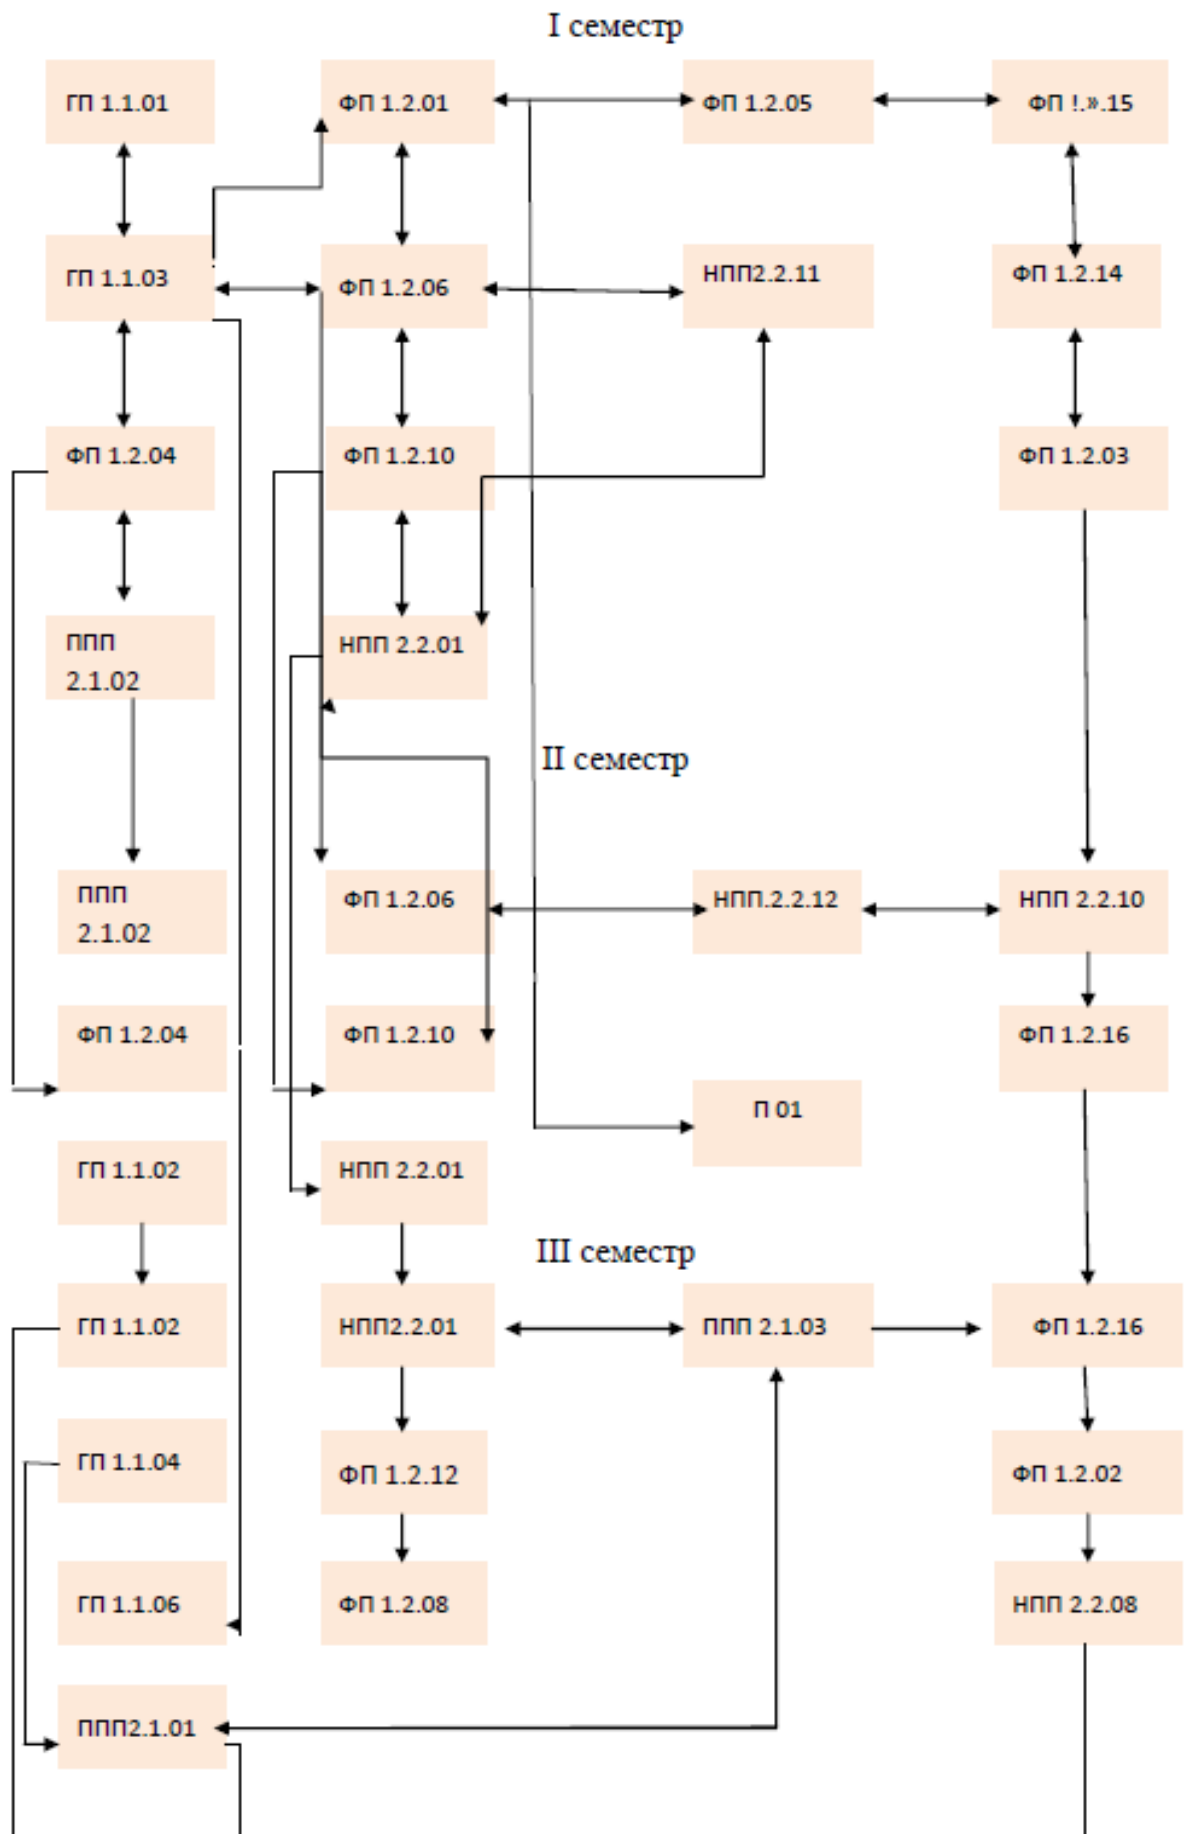 I семестр
ГП 1.1.01
ФП 1.2.01
ФП 1.2.05
ФП !.».15
ГП 1.1.03
ФП 1.2.06
НПП2.2.11
ФП 1.2.14
ФП 1.2.04
ФП 1.2.10
ФП 1.2.03
ППП
2.1.02
НПП 2.2.01
II семестр
ППП
2.1.02
ФП 1.2.06
НПП.2.2.12
НПП 2.2.10
ФП 1.2.04
ФП 1.2.10
ФП 1.2.16
П 01
ГП 1.1.02
НПП 2.2.01
III семестр
ГП 1.1.02
НПП2.2.01
ППП 2.1.03
ФП 1.2.16
ГП 1.1.04
ФП 1.2.12
ФП 1.2.02
ГП 1.1.06
ФП 1.2.08
НПП 2.2.08
ППП2.1.01